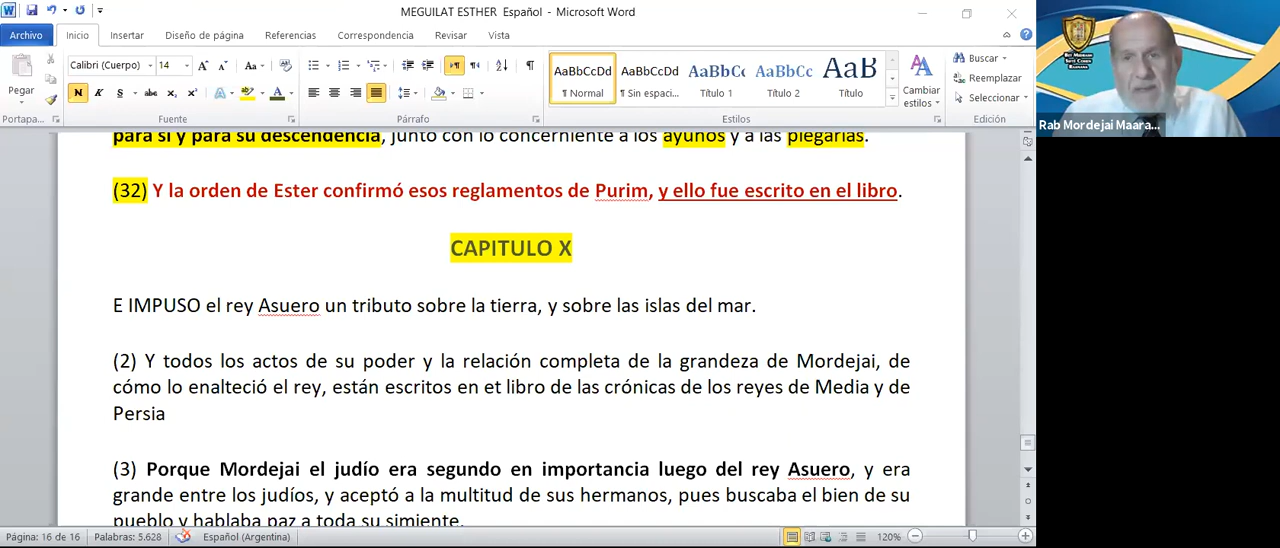 MEGUILAT ESTHER Español - Microsoft Word
Archivo Inicio Insertar Diseño de página Referencias Correspondencia Revisar Vista
Calibri (Cuerpo) 14
Buscar
Reemplazar
Seleccionar
Pegar
N K S abc x₂ x² A A
AaBbCcDd AaBbCcDd AaBbCc AaBbCc AaB
¶ Normal ¶ Sin espaci... Título 1 Título 2 Título
Cambiar estilos
Portapa... Fuente Párrafo Estilos Edición
Rab Mordejai Maara...
para sí y para su descendencia, junto con lo concerniente a los ayunos y a las plegarias.
(32) Y la orden de Ester confirmó esos reglamentos de Purim, y ello fue escrito en el libro.
CAPITULO X
E IMPUSO el rey Asuero un tributo sobre la tierra, y sobre las islas del mar.
(2) Y todos los actos de su poder y la relación completa de la grandeza de Mordejai, de
cómo lo enalteció el rey, están escritos en et libro de las crónicas de los reyes de Media y de
Persia
(3) Porque Mordejai el judío era segundo en importancia luego del rey Asuero, y era
grande entre los judíos, y aceptó a la multitud de sus hermanos, pues buscaba el bien de su
pueblo y hablaba paz a toda su simiente.
Página: 16 de 16 Palabras: 5.628 Español (Argentina) 120%